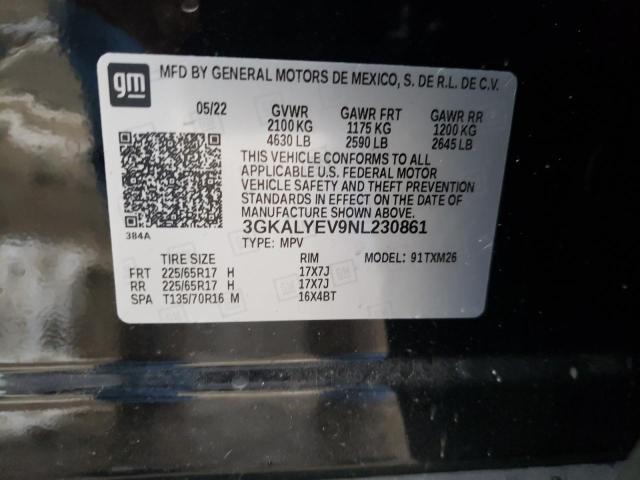 gm MFD BY GENERAL MOTORS DE MEXICO, S. DE R.L. DE C.V.
05/22 GVWR GAWR FRT GAWR RR
2100 KG 1175 KG 1200 KG
4630 LB 2590 LB 2645 LB
THIS VEHICLE CONFORMS TO ALL
APPLICABLE U.S. FEDERAL MOTOR
VEHICLE SAFETY AND THEFT PREVENTION
STANDARDS IN EFFECT ON THE DATE OF
MANUFACTURE SHOWN ABOVE.
384A 3GKALYEV9NL230861
TYPE: MPV 91TXM26
TIRE SIZE RIM
FRT 225/65R17 H 17X7J
RR 225/65R17 H 17X7J
SPA T135/70R16 M 16X4BT